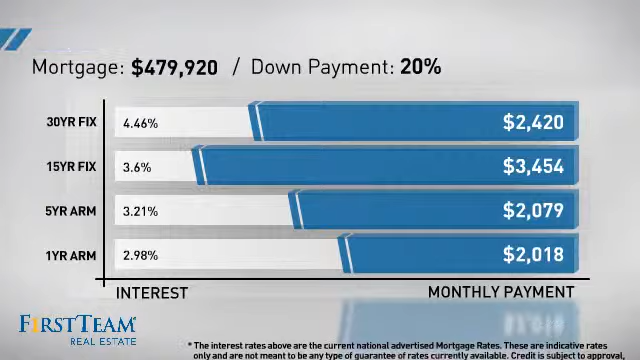 Mortgage: $479,920 / Down Payment: 20%
30YR FIX 4.46% $2,420
15YR FIX 3.6% $3,454
5YR ARM 3.21% $2,079
1YR ARM 2.98% $2,018
INTEREST MONTHLY PAYMENT
FIRSTTEAM®
REAL ESTATE
* The interest rates above are the current national advertised Mortgage Rates. These are indicative rates
only and are not meant to be any type of guarantee of rates currently available. Credit is subject to approval,